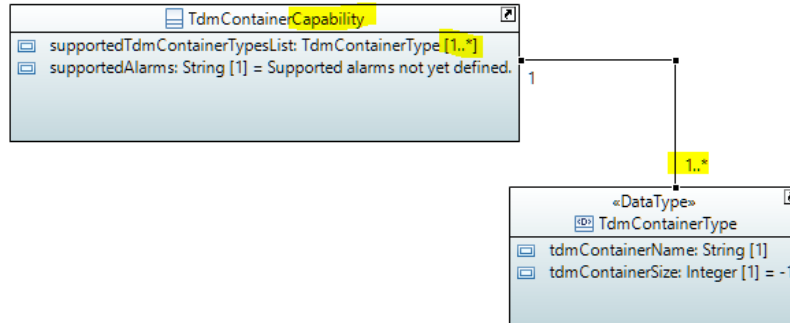 TdmContainerCapability
supportedTdmContainerTypesList: TdmContainerType [1..*]
supportedAlarms: String [1] = Supported alarms not yet defined.
1
1..*
«DataType»
<D> TdmContainerType
tdmContainerName: String [1]
tdmContainerSize: Integer [1] = -1